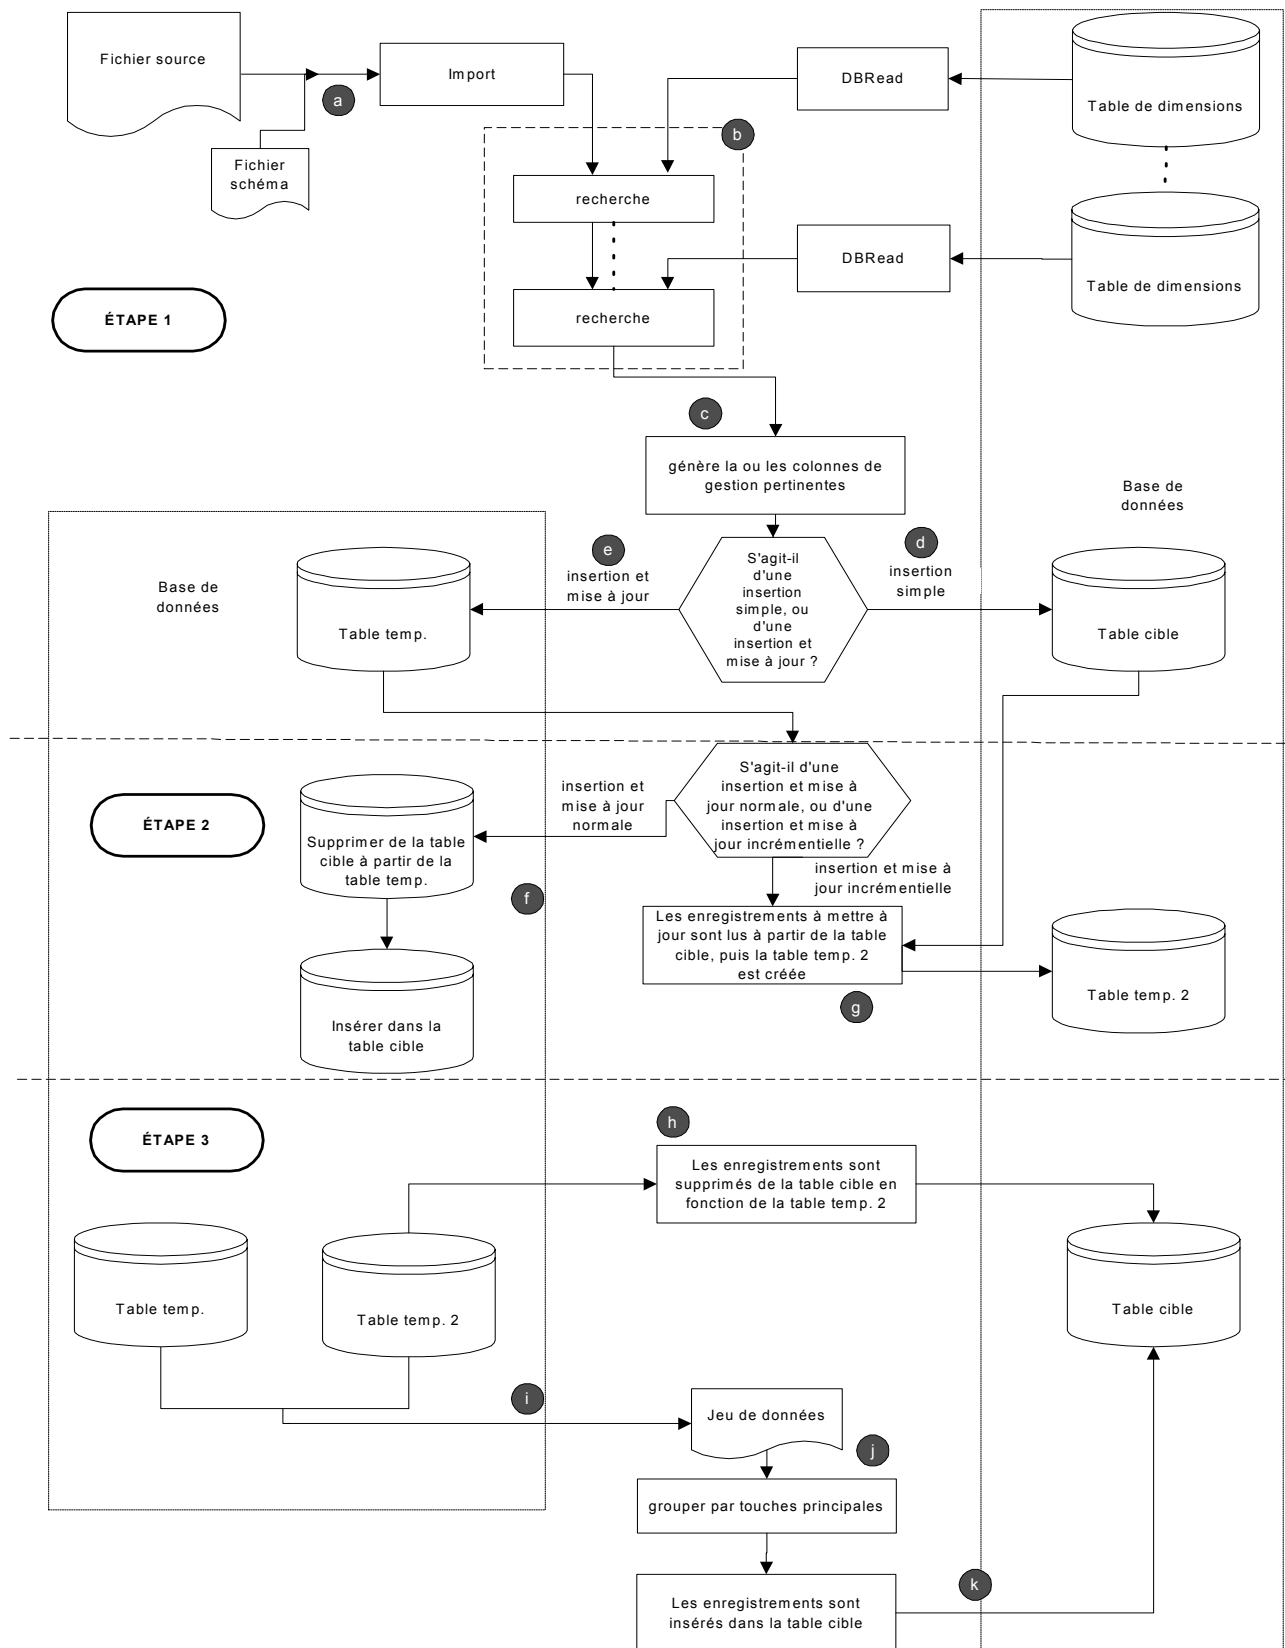 Fichier source
Import
DBRead
Table de dimensions
a
b
Fichier
schéma
recherche
DBRead
Table de dimensions
recherche
ÉTAPE 1
c
génère la ou les colonnes de
gestion pertinentes
Base de
données
e
insertion et
mise à jour
d
insertion
simple
S'agit-il
d'une
insertion
simple, ou
d'une
insertion et
mise à jour ?
Base de
données
Table temp.
Table cible
ÉTAPE 2
insertion et
mise à jour
normale
S'agit-il d'une
insertion et mise à
jour normale, ou d'une
insertion et mise à
jour incrémentielle ?
Supprimer de la table
cible à partir de la
table temp.
insertion et mise à
jour incrémentielle
f
Les enregistrements à mettre à
jour sont lus à partir de la table
cible, puis la table temp. 2
est créée
Table temp. 2
g
Insérer dans la
table cible
ÉTAPE 3
h
Les enregistrements sont
supprimés de la table cible en
fonction de la table temp. 2
Table temp.
Table temp. 2
Table cible
i
Jeu de données
j
grouper par touches principales
k
Les enregistrements sont
insérés dans la table cible